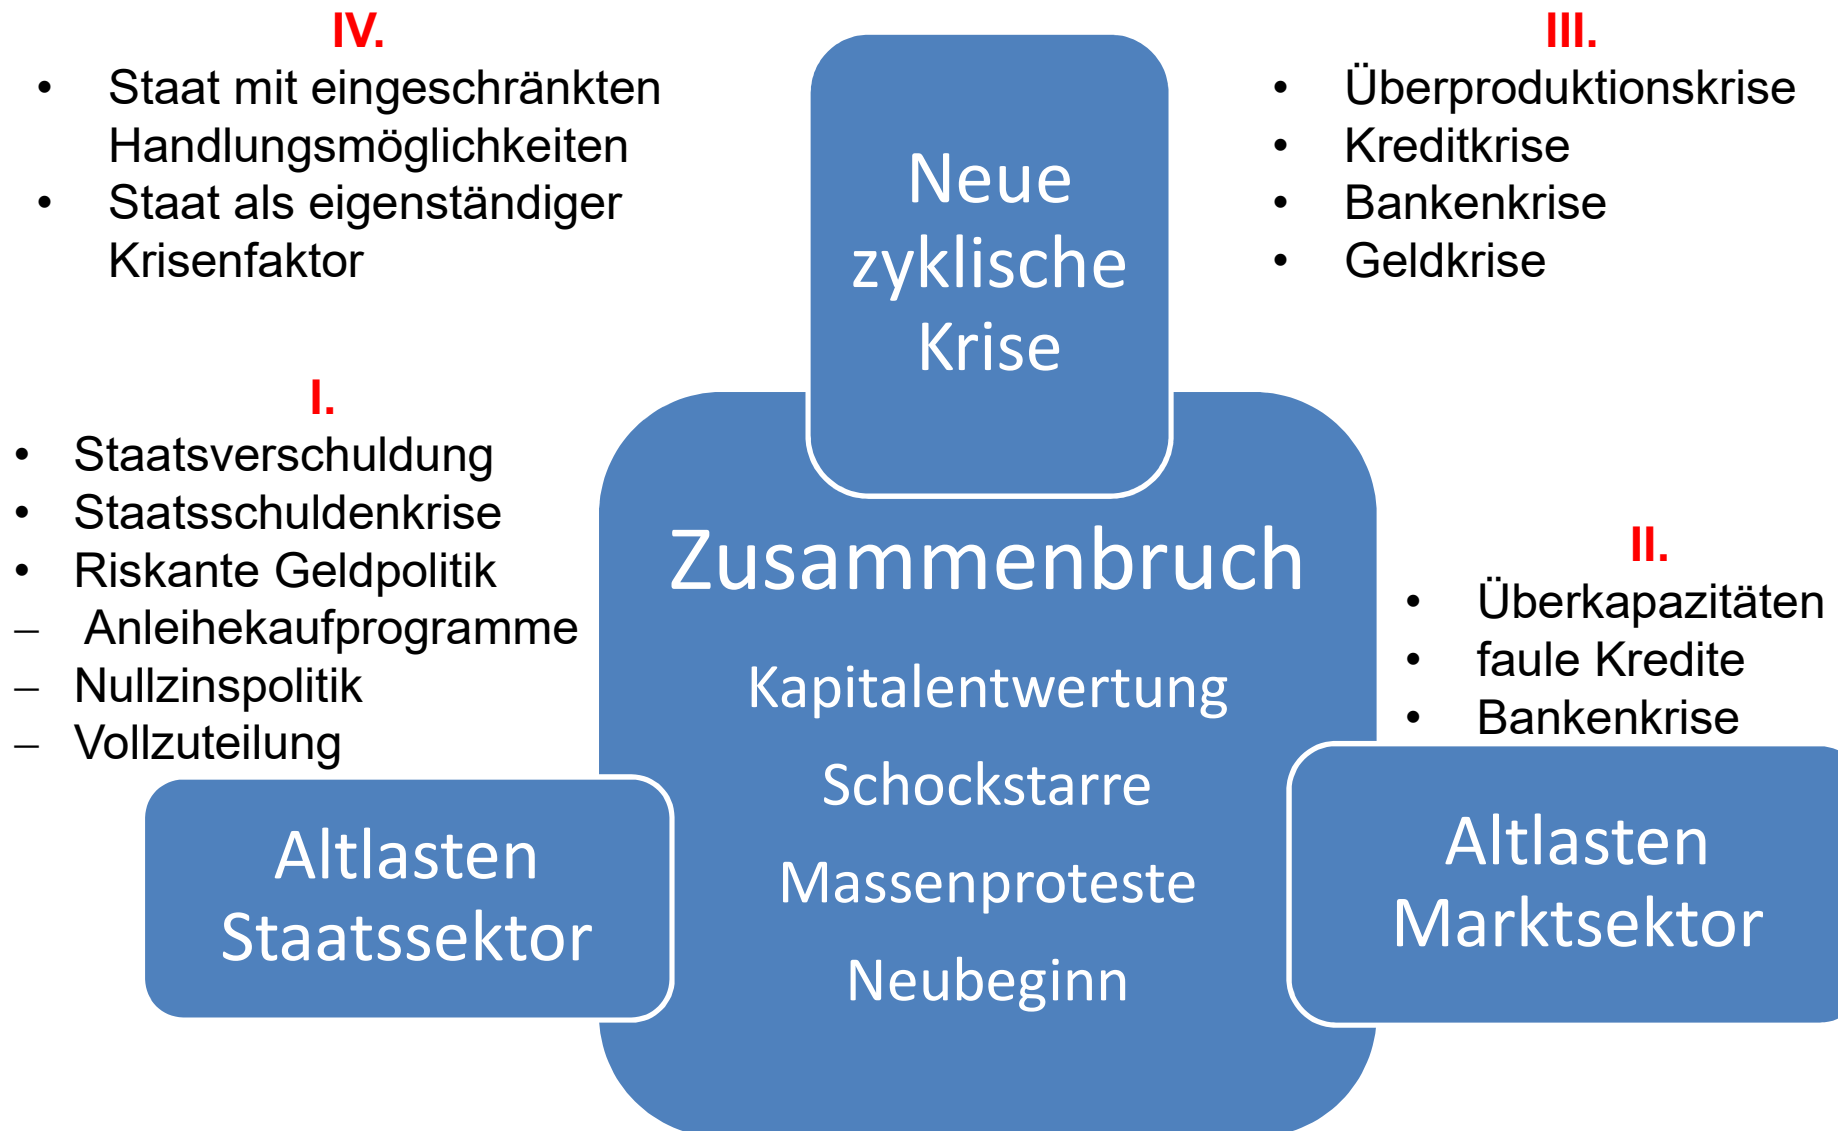 IV.
• Staat mit eingeschränkten
Handlungsmöglichkeiten
• Staat als eigenständiger
Krisenfaktor
III.
• Überproduktionskrise
• Kreditkrise
• Bankenkrise
• Geldkrise
Neue
zyklische
Krise
I.
• Staatsverschuldung
• Staatsschuldenkrise
• Riskante Geldpolitik
– Anleihekaufprogramme
– Nullzinspolitik
– Vollzuteilung
Zusammenbruch
Kapitalentwertung
Schockstarre
Massenproteste
Neubeginn
II.
• Überkapazitäten
• faule Kredite
• Bankenkrise
Altlasten
Staatssektor
Altlasten
Marktsektor